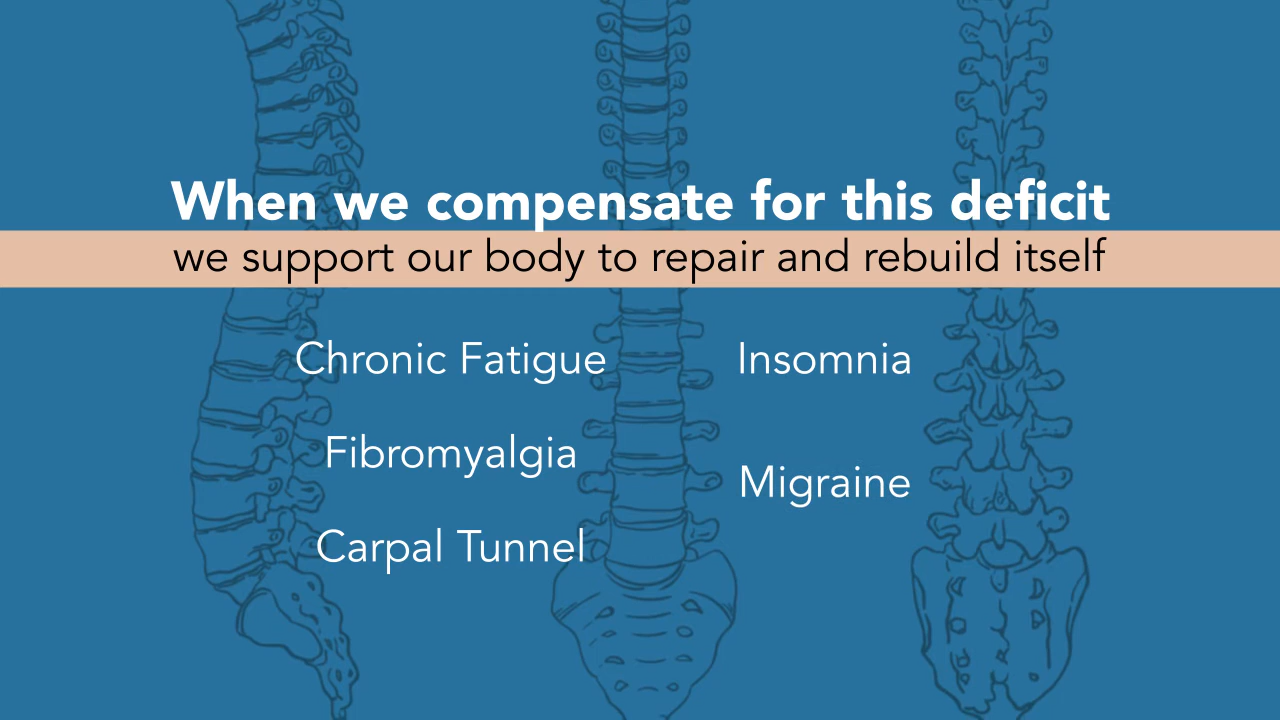 When we compensate for this deficit
we support our body to repair and rebuild itself
Chronic Fatigue
Fibromyalgia
Carpal Tunnel
Insomnia
Migraine